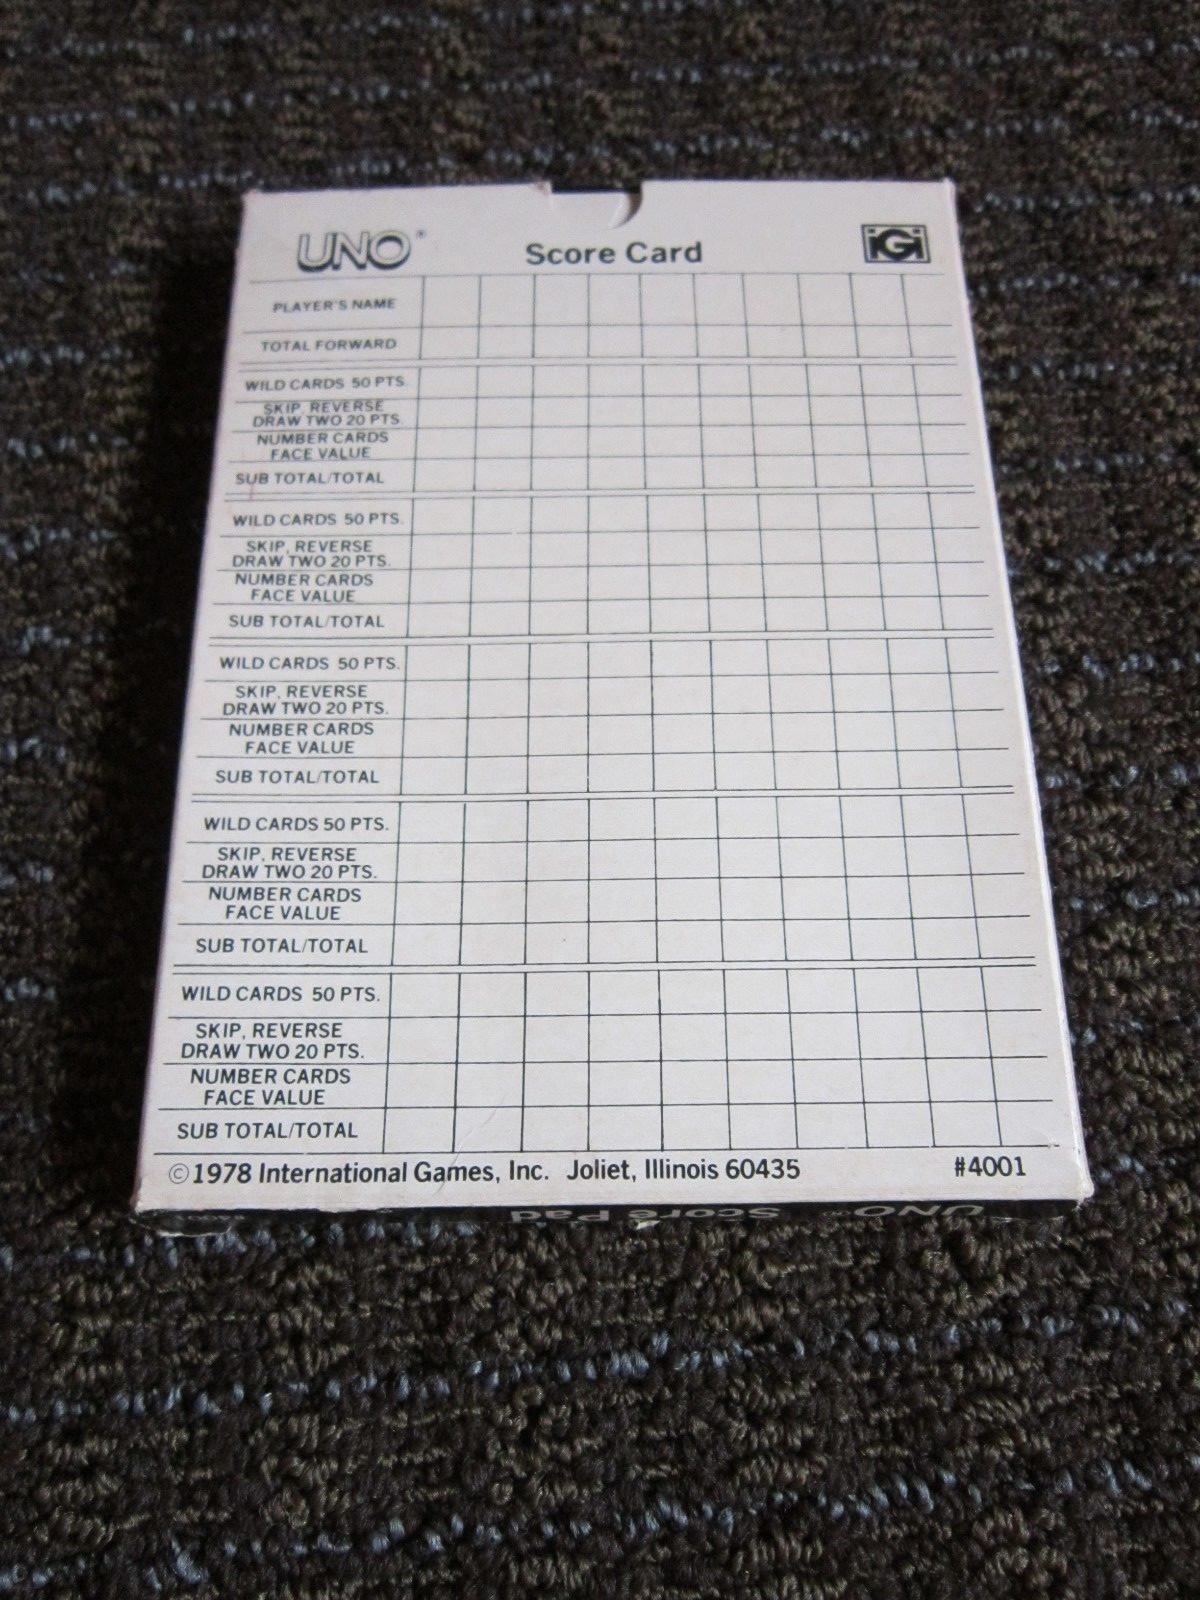 UNO®
Score Card
iGi
PLAYER'S NAME
TOTAL FORWARD
WILD CARDS 50 PTS.
SKIP, REVERSE
DRAW TWO 20 PTS.
NUMBER CARDS
FACE VALUE
SUB TOTAL/TOTAL
WILD CARDS 50 PTS.
SKIP, REVERSE
DRAW TWO 20 PTS.
NUMBER CARDS
FACE VALUE
SUB TOTAL/TOTAL
WILD CARDS 50 PTS.
SKIP, REVERSE
DRAW TWO 20 PTS.
NUMBER CARDS
FACE VALUE
SUB TOTAL/TOTAL
WILD CARDS 50 PTS.
SKIP, REVERSE
DRAW TWO 20 PTS.
NUMBER CARDS
FACE VALUE
SUB TOTAL/TOTAL
WILD CARDS 50 PTS.
SKIP, REVERSE
DRAW TWO 20 PTS.
NUMBER CARDS
FACE VALUE
SUB TOTAL/TOTAL
©1978 International Games, Inc. Joliet, Illinois 60435
#4001
UNO® Score Pad